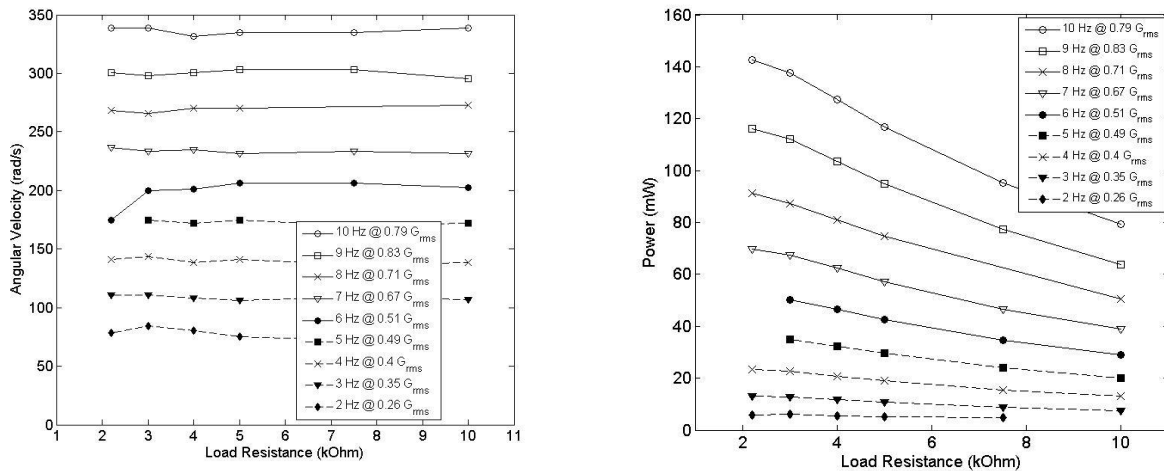 350
300
250
200
150
100
50
0
Angular Velocity (rad/s)
1 2 3 4 5 6 7 8 9 10 11
Load Resistance (kOhm)
10 Hz @ 0.79 Grms
9 Hz @ 0.83 Grms
8 Hz @ 0.71 Grms
7 Hz @ 0.67 Grms
6 Hz @ 0.51 Grms
5 Hz @ 0.49 Grms
4 Hz @ 0.4 Grms
3 Hz @ 0.35 Grms
2 Hz @ 0.26 Grms
160
140
120
100
80
60
40
20
0
Power (mW)
2 4 6 8 10
Load Resistance (kOhm)
10 Hz @ 0.79 Grms
9 Hz @ 0.83 Grms
8 Hz @ 0.71 Grms
7 Hz @ 0.67 Grms
6 Hz @ 0.51 Grms
5 Hz @ 0.49 Grms
4 Hz @ 0.4 Grms
3 Hz @ 0.35 Grms
2 Hz @ 0.26 Grms